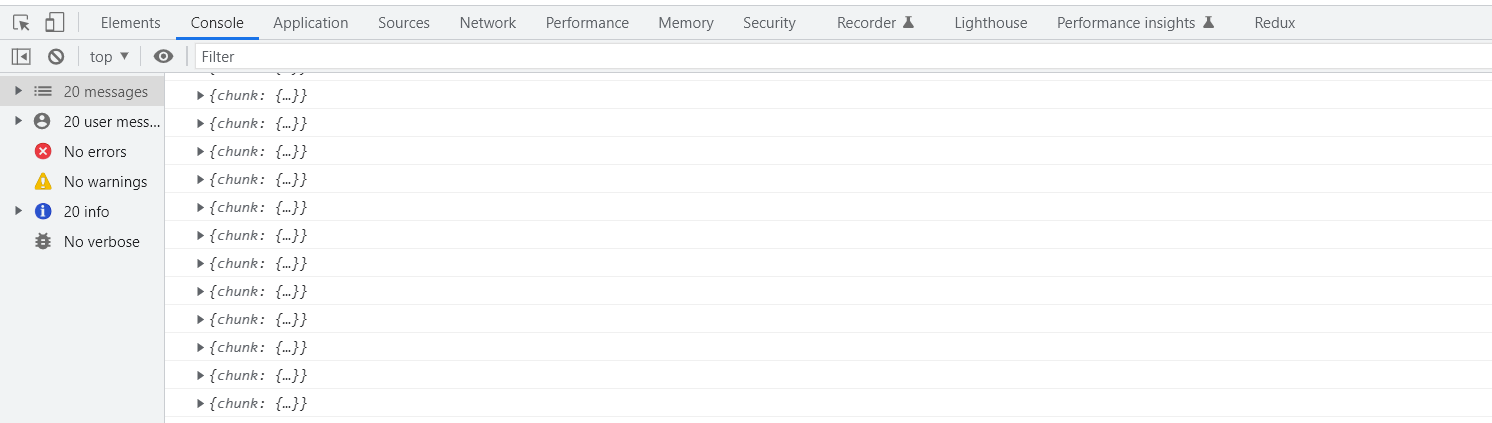 Elements Console Application Sources Network Performance Memory Security Recorder Lighthouse Performance insights Redux
top Filter
20 messages
20 user mess...
No errors
No warnings
20 info
No verbose
{chunk: {…}}
{chunk: {…}}
{chunk: {…}}
{chunk: {…}}
{chunk: {…}}
{chunk: {…}}
{chunk: {…}}
{chunk: {…}}
{chunk: {…}}
{chunk: {…}}
{chunk: {…}}
{chunk: {…}}